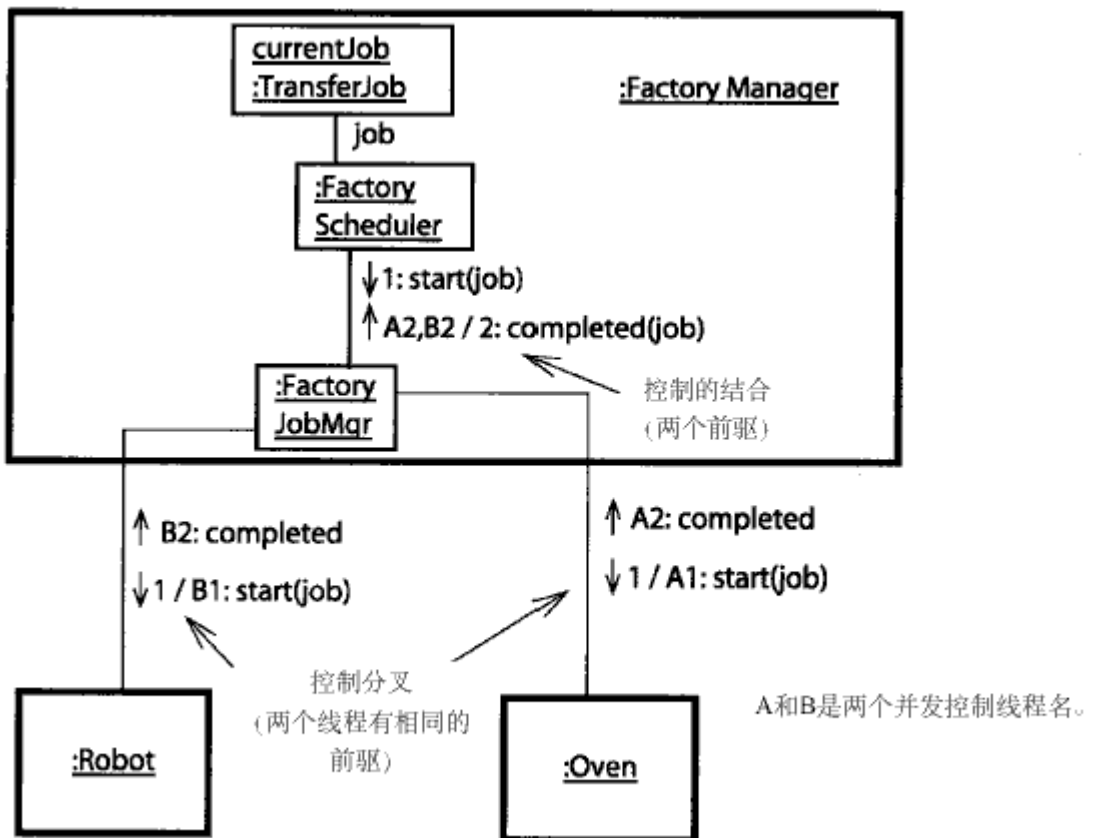 currentJob
:TransferJob
:Factory Manager
job
:Factory
Scheduler
1: start(job)
A2,B2 / 2: completed(job)
控制的结合
(两个前驱)
:Factory
JobMgr
B2: completed
A2: completed
1 / B1: start(job)
1 / A1: start(job)
控制分叉
(两个线程有相同的
前驱)
A和B是两个并发控制线程名。
:Robot
:Oven